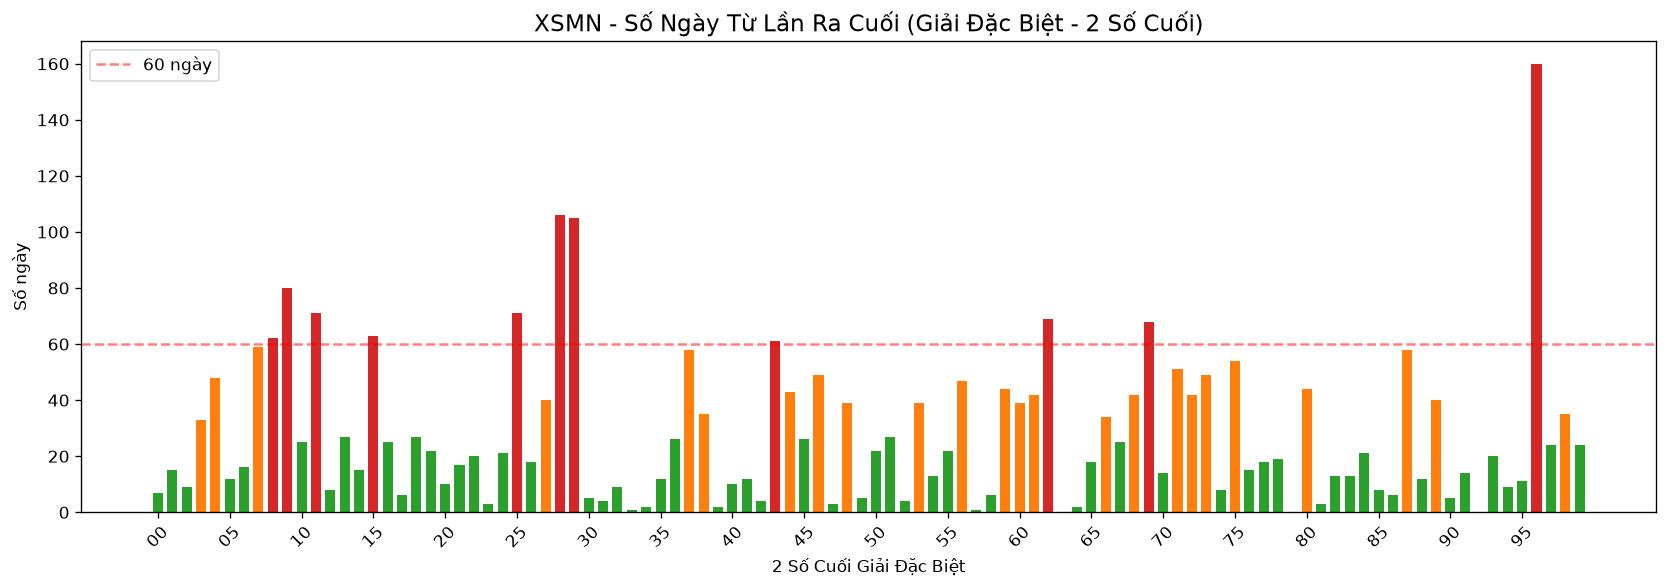 XSMN - Số Ngày Từ Lần Ra Cuối (Giải Đặc Biệt - 2 Số Cuối)
60 ngày
Số ngày
160
140
120
100
80
60
40
20
0
00 05 10 15 20 25 30 35 40 45 50 55 60 65 70 75 80 85 90 95
2 Số Cuối Giải Đặc Biệt